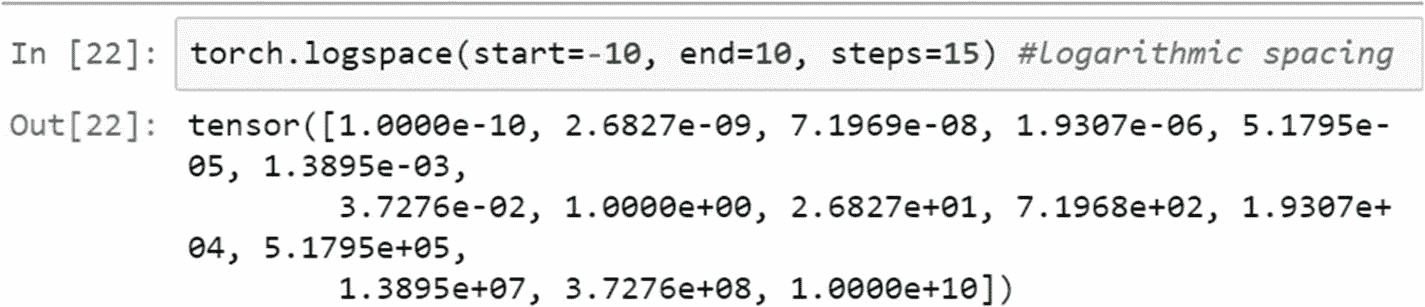 In [22]: torch.logspace(start=-10, end=10, steps=15) #logarithmic spacing
Out[22]: tensor([1.0000e-10, 2.6827e-09, 7.1969e-08, 1.9307e-06, 5.1795e-
05, 1.3895e-03,
3.7276e-02, 1.0000e+00, 2.6827e+01, 7.1968e+02, 1.9307e+
04, 5.1795e+05,
1.3895e+07, 3.7276e+08, 1.0000e+10])